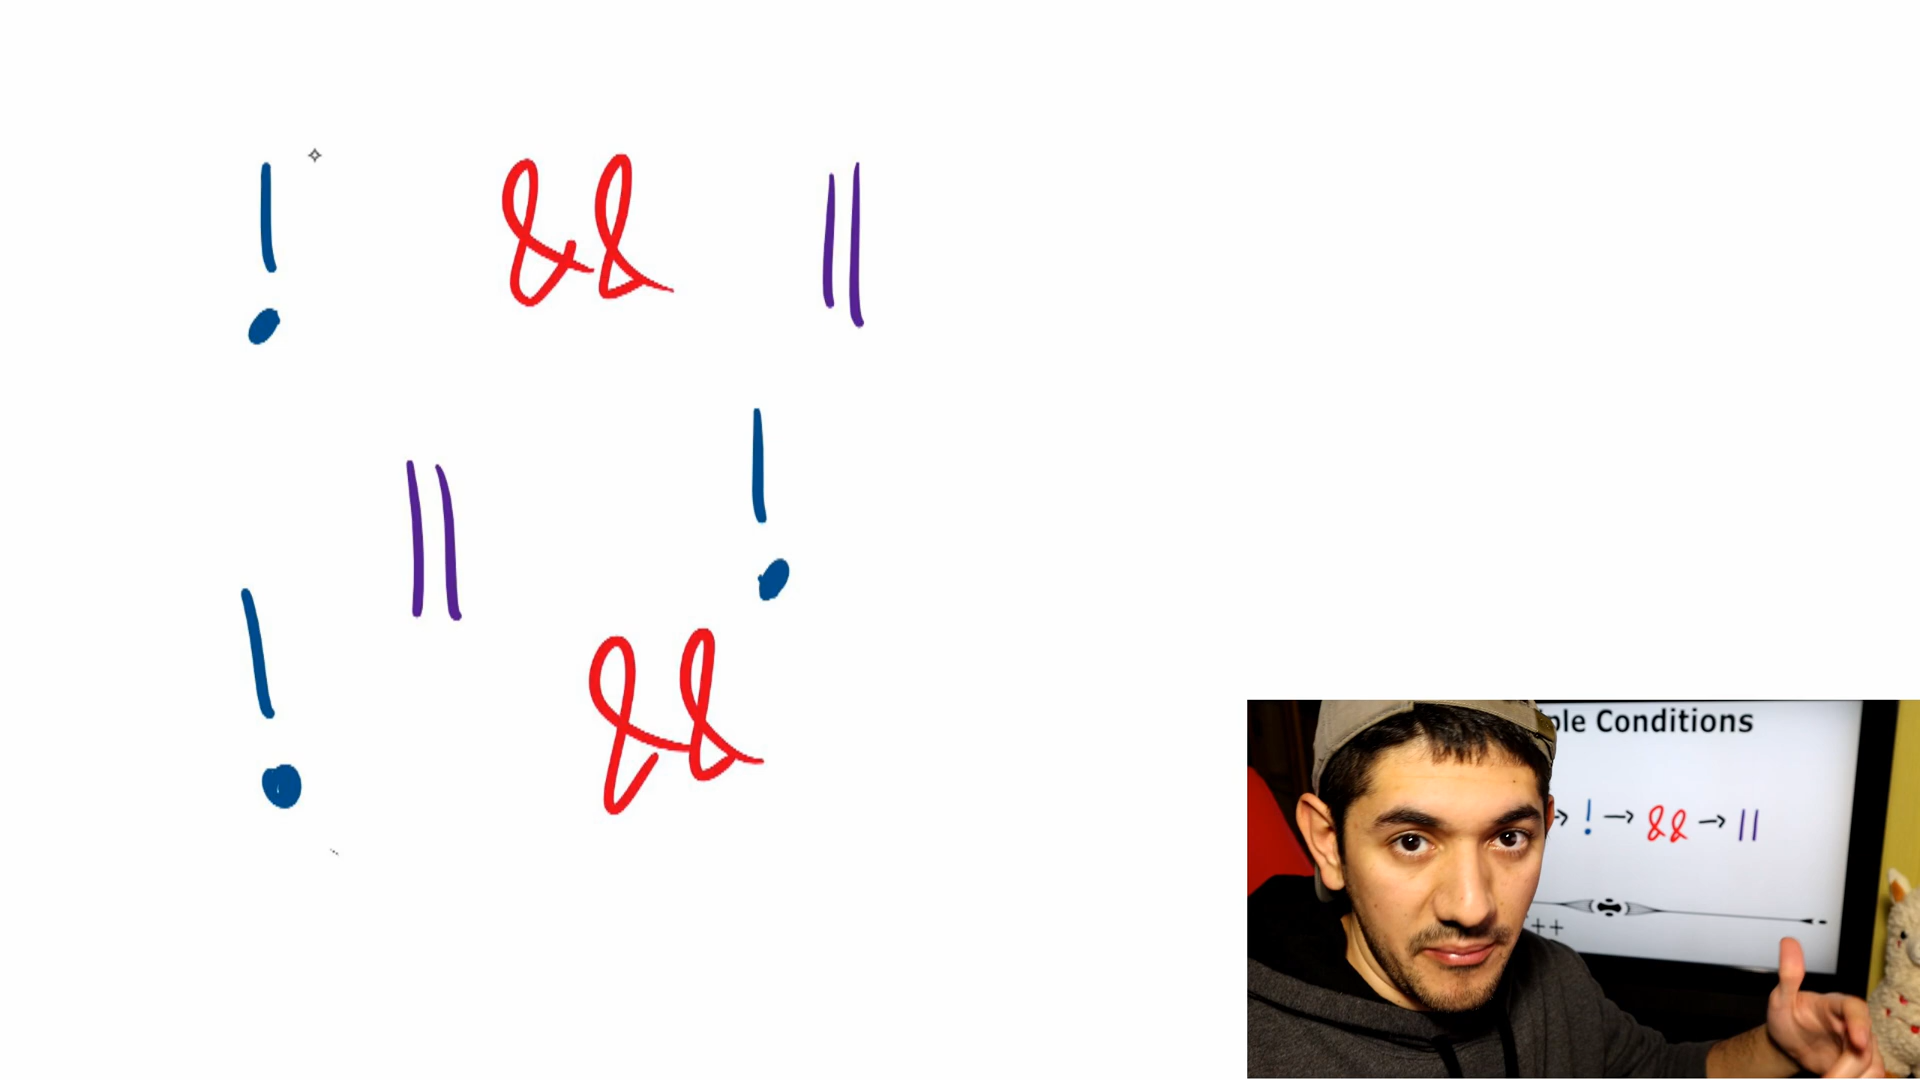 ! && ||
|| !
! &&
ple Conditions
→ ! → && → ||
++